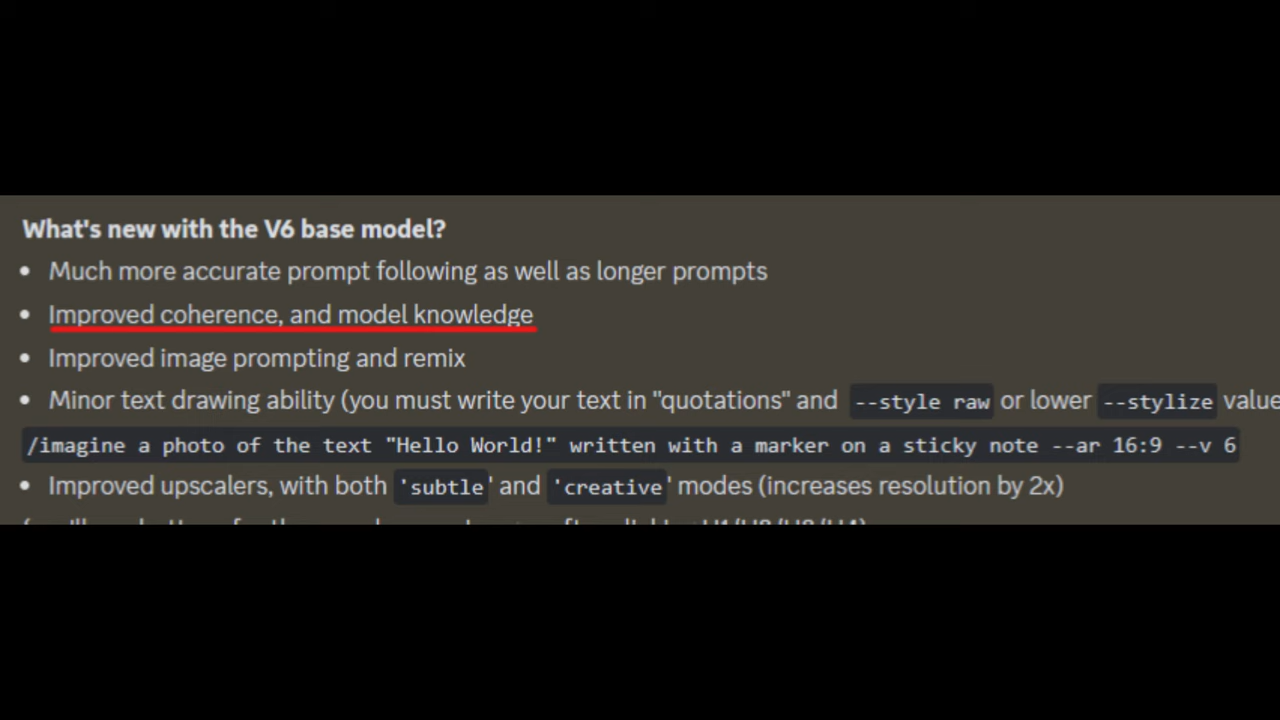 What's new with the V6 base model?
• Much more accurate prompt following as well as longer prompts
• Improved coherence, and model knowledge
• Improved image prompting and remix
• Minor text drawing ability (you must write your text in "quotations" and --style raw or lower --stylize value
/imagine a photo of the text "Hello World!" written with a marker on a sticky note --ar 16:9 --v 6
• Improved upscalers, with both 'subtle' and 'creative' modes (increases resolution by 2x)